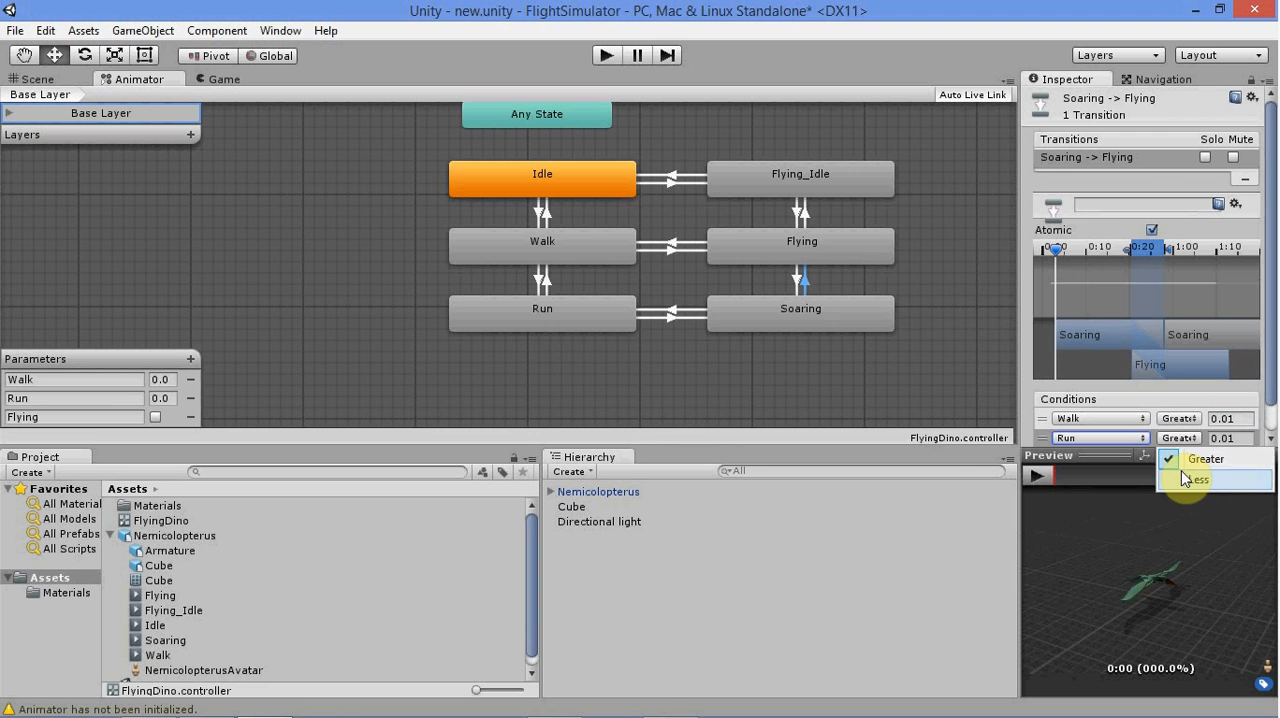 Unity - new.unity - FlightSimulator - PC, Mac & Linux Standalone* <DX11>
File Edit Assets GameObject Component Window Help
Pivot Global Layers Layout
Scene Animator Game
Base Layer Auto Live Link
Base Layer
Layers
Any State
Idle Flying_Idle
Walk Flying
Run Soaring
Parameters
Walk 0.0
Run 0.0
Flying
FlyingDino.controller
Inspector Navigation
Soaring -> Flying
1 Transition
Transitions Solo Mute
Soaring -> Flying
Atomic
0:10 0:20 1:00 1:10
Soaring Soaring
Flying
Conditions
Walk Great 0.01
Run Great 0.01
Greater
Less
Preview
0:00 (000.0%)
Project
Create
Favorites
All Material
All Models
All Prefabs
All Scripts
Assets
Materials
Assets
Materials
FlyingDino
Nemicolopterus
Armature
Cube
Cube
Flying
Flying_Idle
Idle
Soaring
Walk
NemicolopterusAvatar
FlyingDino.controller
Hierarchy
Create All
Nemicolopterus
Cube
Directional light
Animator has not been initialized.